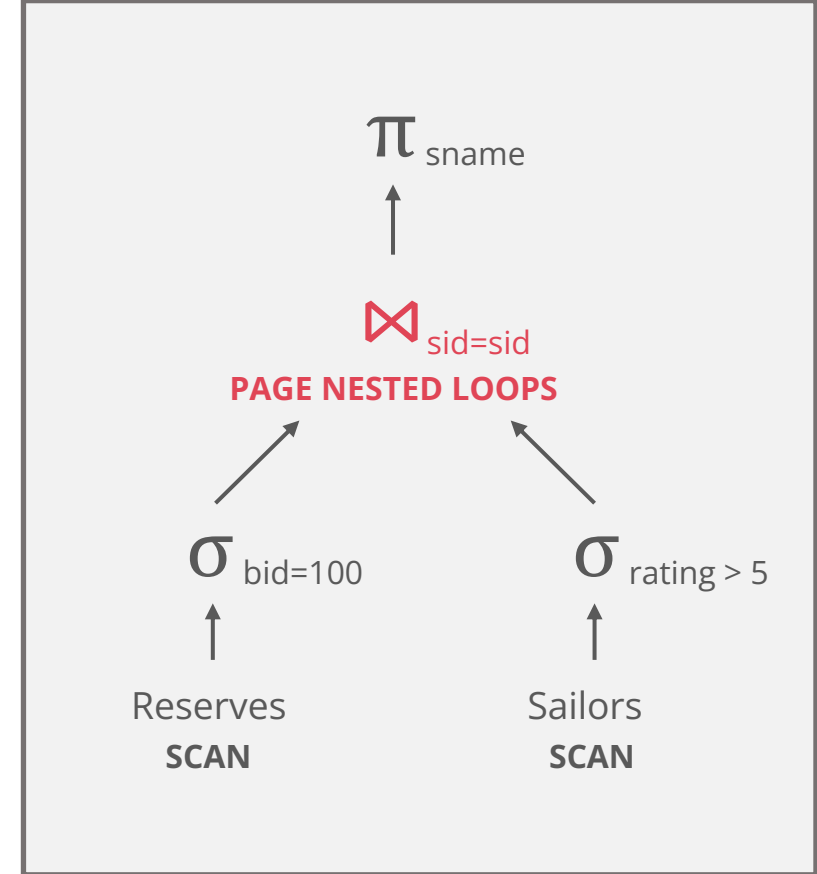 π sname
⋈ sid=sid
PAGE NESTED LOOPS
σ bid=100
σ rating > 5
Reserves
SCAN
Sailors
SCAN